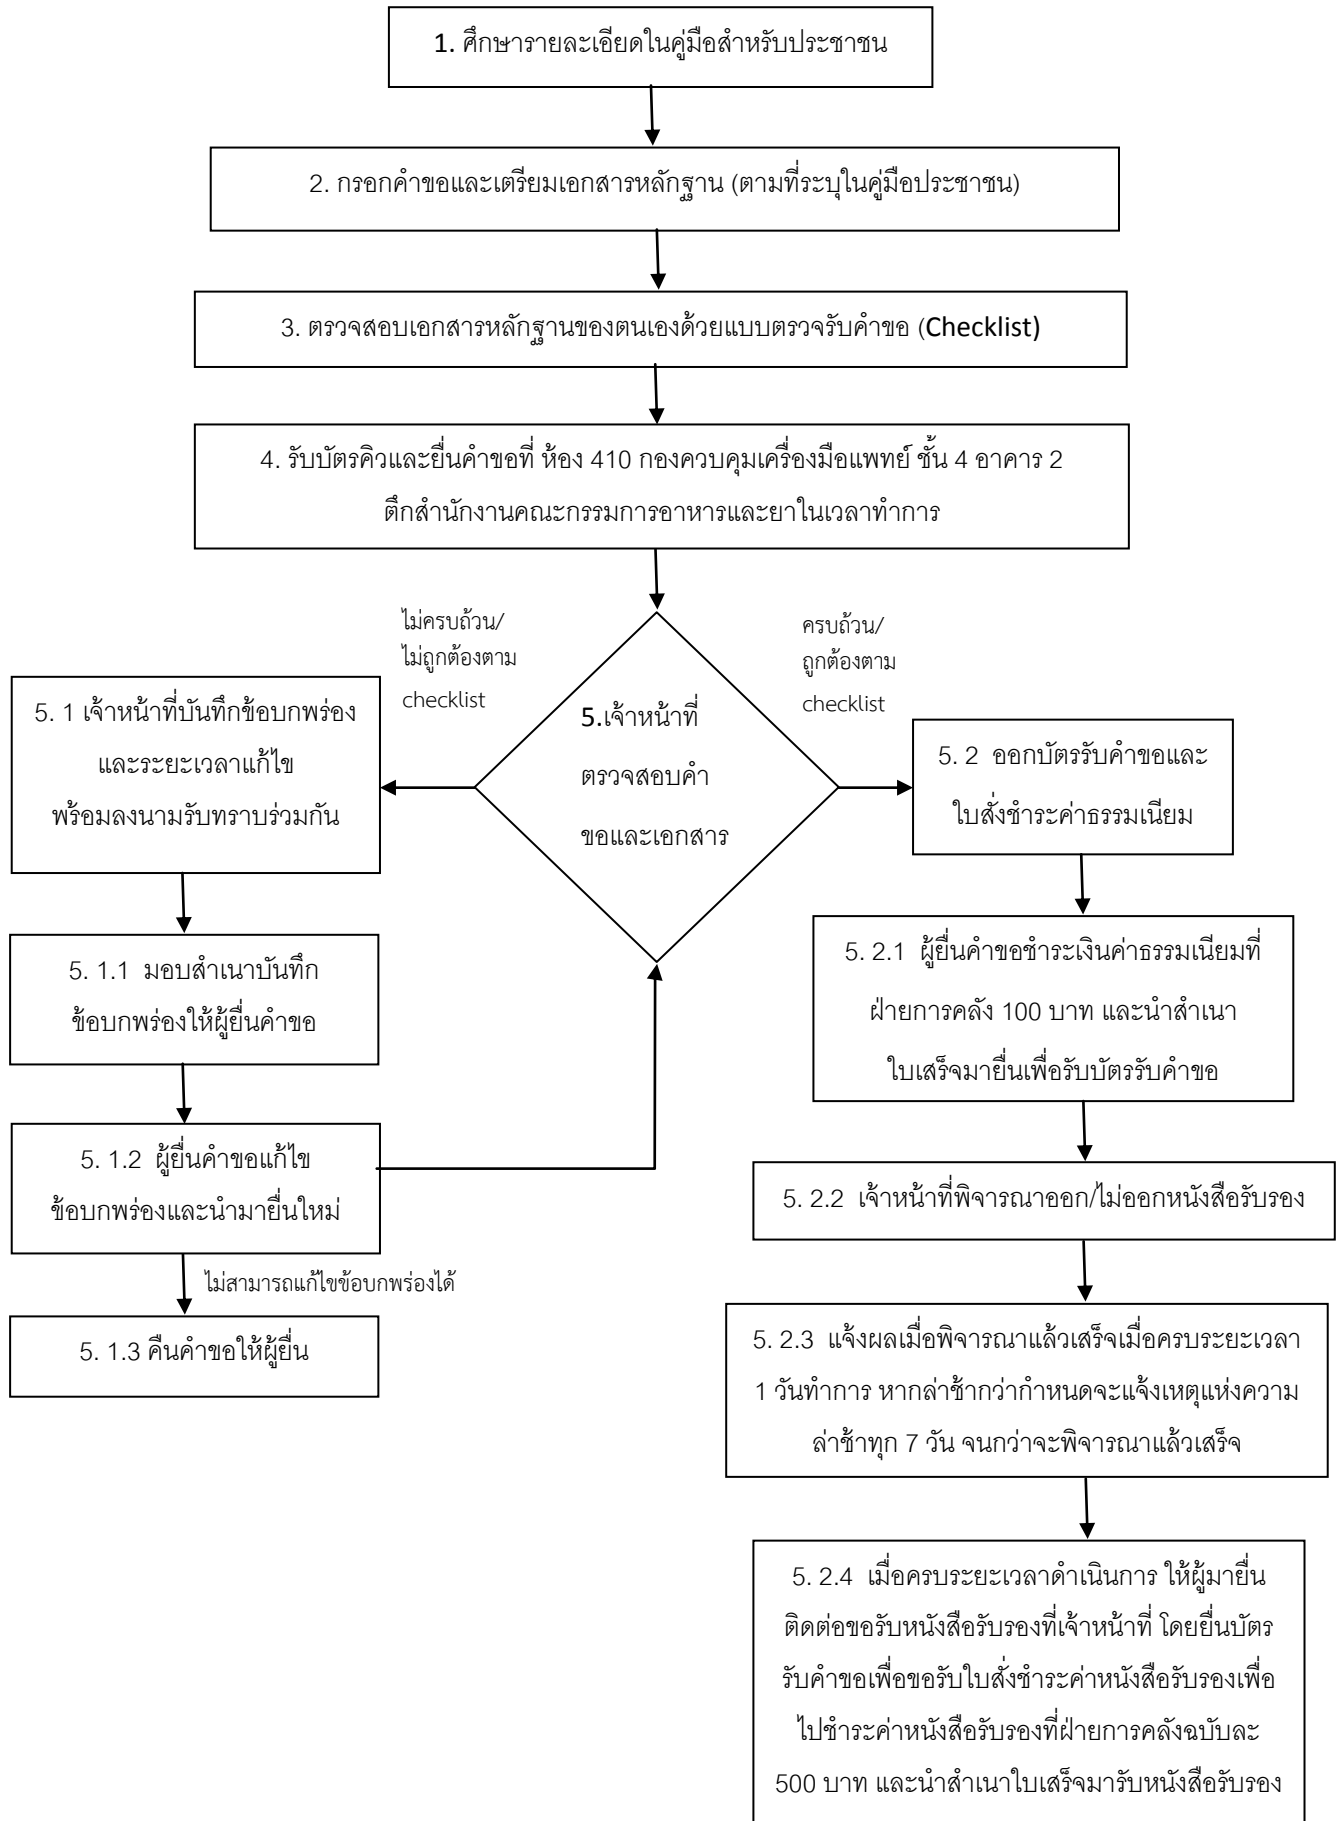 1. ศึกษารายละเอียดในคู่มือสำหรับประชาชน
2. กรอกคำขอและเตรียมเอกสารหลักฐาน (ตามที่ระบุในคู่มือประชาชน)
3. ตรวจสอบเอกสารหลักฐานของตนเองด้วยแบบตรวจรับคำขอ (Checklist)
4. รับบัตรคิวและยื่นคำขอที่ ห้อง 410 กองควบคุมเครื่องมือแพทย์ ชั้น 4 อาคาร 2
ตึกสำนักงานคณะกรรมการอาหารและยาในเวลาทำการ
ไม่ครบถ้วน/
ไม่ถูกต้องตาม
checklist
ครบถ้วน/
ถูกต้องตาม
checklist
5.เจ้าหน้าที่
ตรวจสอบคำ
ขอและเอกสาร
5. 1 เจ้าหน้าที่บันทึกข้อบกพร่อง
และระยะเวลาแก้ไข
พร้อมลงนามรับทราบร่วมกัน
5. 1.1 มอบสำเนาบันทึก
ข้อบกพร่องให้ผู้ยื่นคำขอ
5. 1.2 ผู้ยื่นคำขอแก้ไข
ข้อบกพร่องและนำมายื่นใหม่
ไม่สามารถแก้ไขข้อบกพร่องได้
5. 1.3 คืนคำขอให้ผู้ยื่น
5. 2 ออกบัตรรับคำขอและ
ใบสั่งชำระค่าธรรมเนียม
5. 2.1 ผู้ยื่นคำขอชำระเงินค่าธรรมเนียมที่
ฝ่ายการคลัง 100 บาท และนำสำเนา
ใบเสร็จมายื่นเพื่อรับบัตรรับคำขอ
5. 2.2 เจ้าหน้าที่พิจารณาออก/ไม่ออกหนังสือรับรอง
5. 2.3 แจ้งผลเมื่อพิจารณาแล้วเสร็จเมื่อครบระยะเวลา
1 วันทำการ หากล่าช้ากว่ากำหนดจะแจ้งเหตุแห่งความ
ล่าช้าทุก 7 วัน จนกว่าจะพิจารณาแล้วเสร็จ
5. 2.4 เมื่อครบระยะเวลาดำเนินการ ให้ผู้มายื่น
ติดต่อขอรับหนังสือรับรองที่เจ้าหน้าที่ โดยยื่นบัตร
รับคำขอเพื่อขอรับใบสั่งชำระค่าหนังสือรับรองเพื่อ
ไปชำระค่าหนังสือรับรองที่ฝ่ายการคลังฉบับละ
500 บาท และนำสำเนาใบเสร็จมารับหนังสือรับรอง